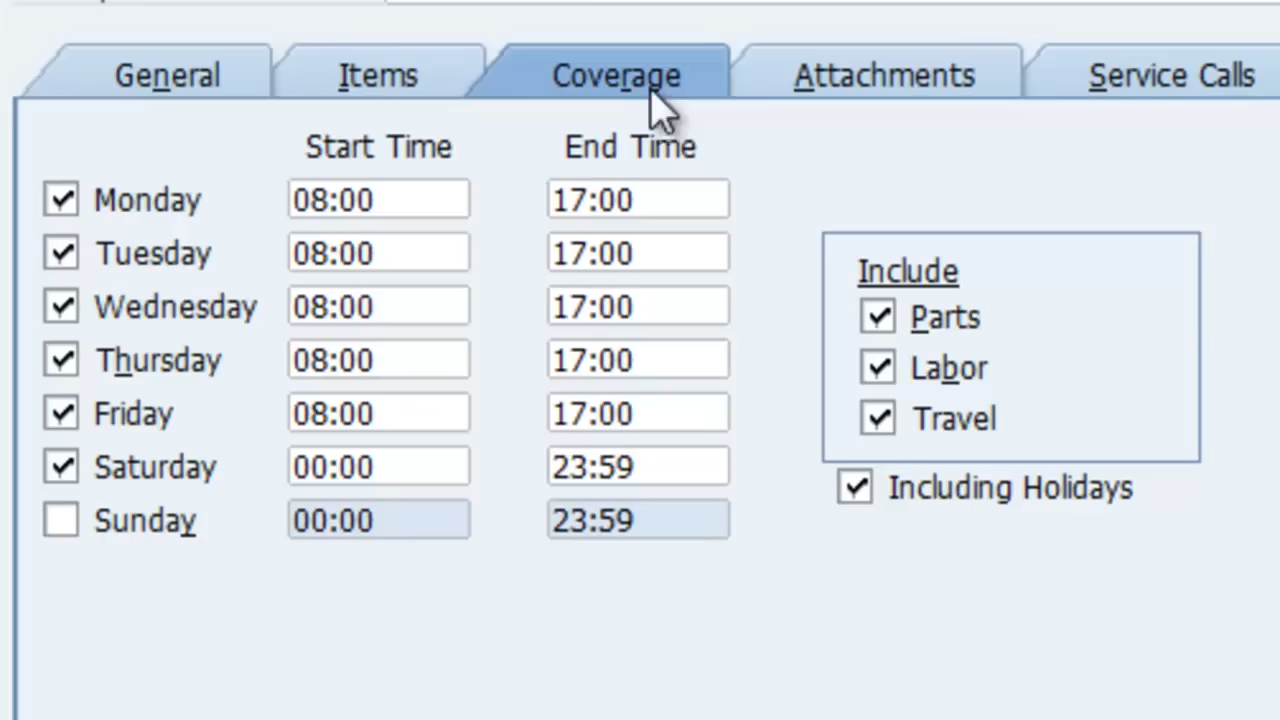 General Items Coverage Attachments Service Calls
Start Time End Time
Monday 08:00 17:00
Tuesday 08:00 17:00
Wednesday 08:00 17:00
Thursday 08:00 17:00
Friday 08:00 17:00
Saturday 00:00 23:59
Sunday 00:00 23:59
Include
Parts
Labor
Travel
Including Holidays